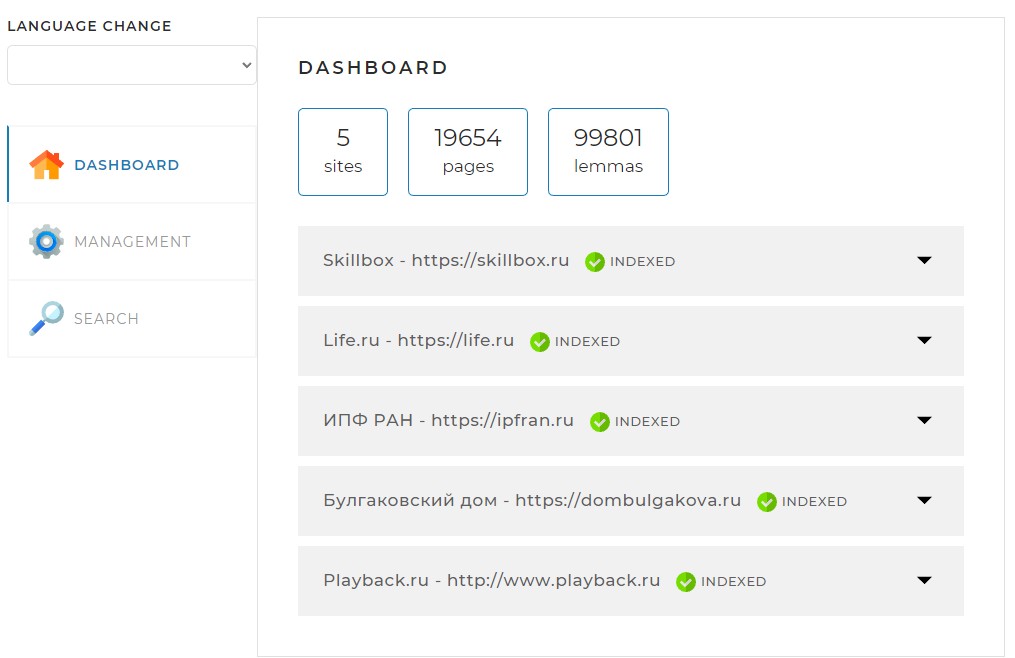 LANGUAGE CHANGE
DASHBOARD
MANAGEMENT
SEARCH
DASHBOARD
5
sites
19654
pages
99801
lemmas
Skillbox - https://skillbox.ru INDEXED
Life.ru - https://life.ru INDEXED
ИПФ РАН - https://ipfran.ru INDEXED
Булгаковский дом - https://dombulgakova.ru INDEXED
Playback.ru - http://www.playback.ru INDEXED